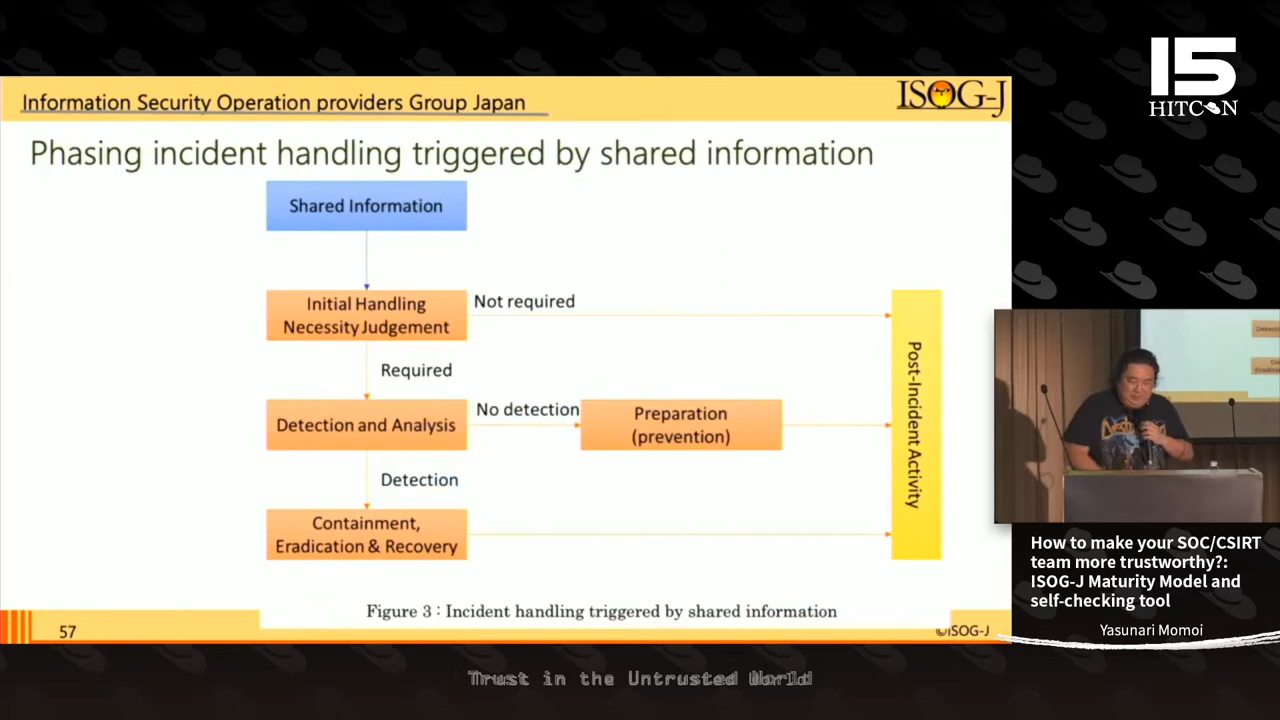 Information Security Operation providers Group Japan
ISOG-J
15
HITCON
Phasing incident handling triggered by shared information
Shared Information
Initial Handling
Necessity Judgement
Not required
Required
Detection and Analysis
No detection
Preparation
(prevention)
Detection
Containment,
Eradication & Recovery
Post-Incident Activity
Figure 3 : Incident handling triggered by shared information
57
©ISOG-J
How to make your SOC/CSIRT
team more trustworthy?:
ISOG-J Maturity Model and
self-checking tool
Yasunari Momoi
Trust in the Untrusted World